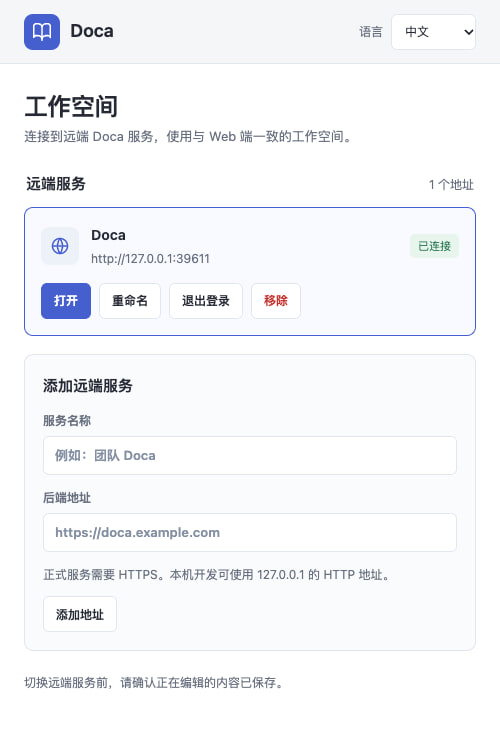 Doca
语言
中文
工作空间
连接到远端 Doca 服务，使用与 Web 端一致的工作空间。
远端服务
1 个地址
Doca
http://127.0.0.1:39611
已连接
打开
重命名
退出登录
移除
添加远端服务
服务名称
例如：团队 Doca
后端地址
https://doca.example.com
正式服务需要 HTTPS。本机开发可使用 127.0.0.1 的 HTTP 地址。
添加地址
切换远端服务前，请确认正在编辑的内容已保存。